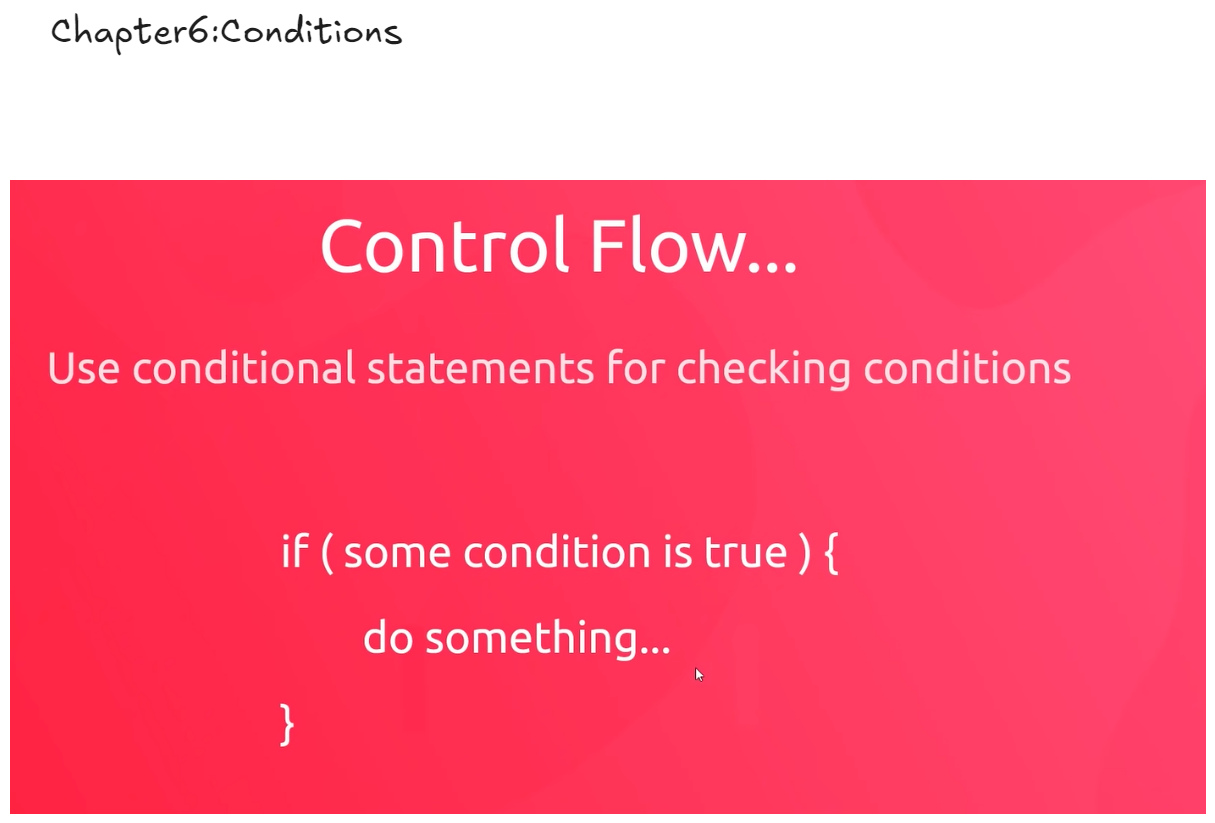 Chapter6:Conditions
Control Flow...
Use conditional statements for checking conditions
if ( some condition is true ) {
do something...
}